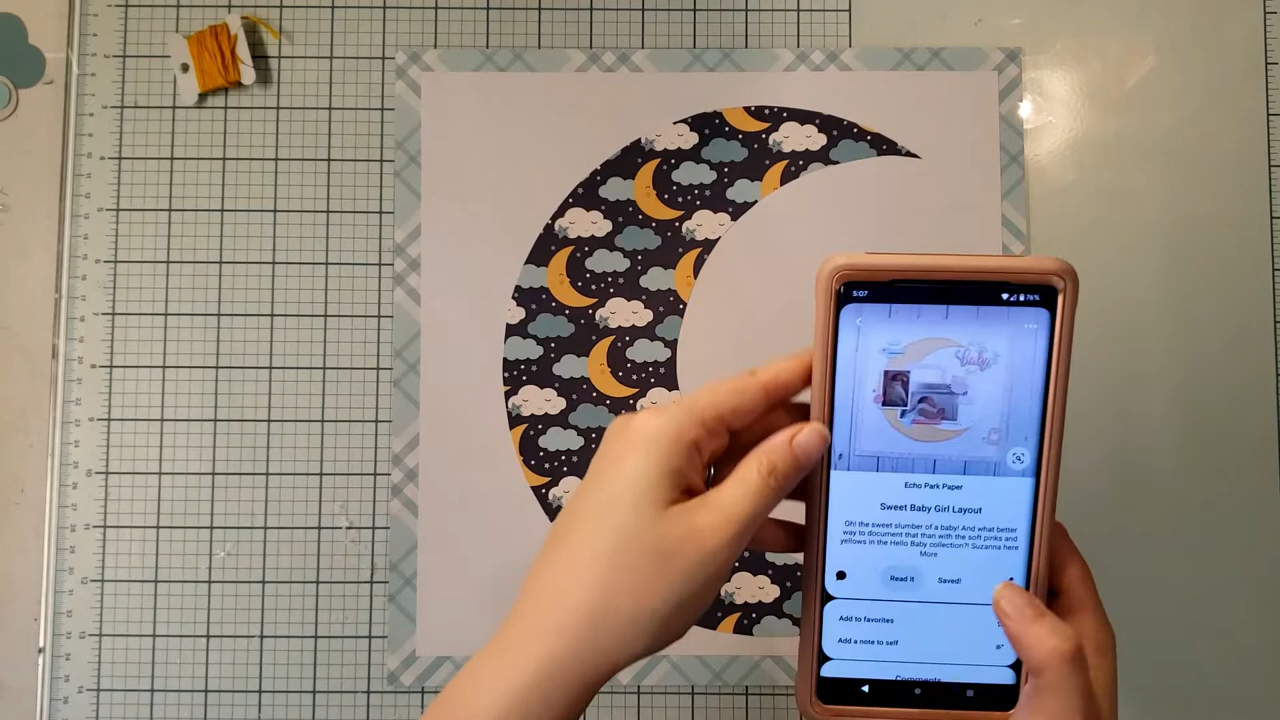 5:07
76%
baby
Echo Park Paper
Sweet Baby Girl Layout
Oh! the sweet slumber of a baby! And what better
way to document that than with the soft pinks and
yellows in the Hello Baby collection?! Suzanna here
More
Read it
Saved!
Add to favorites
Add a note to self
Comments